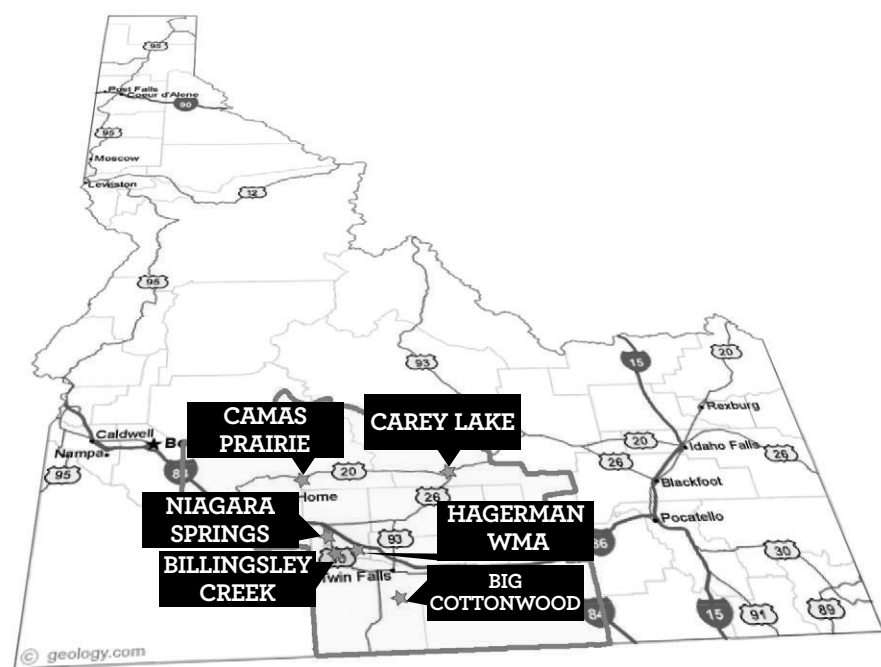 95
Post Falls
Coeur d'Alene
90
95
Moscow
Lewiston
12
95
93
15
20
Rexburg
CAMAS
PRAIRIE
CAREY LAKE
Caldwell
Nampa
84
95
20
20
26
26
Idaho Falls
Blackfoot
Home
26
NIAGARA
SPRINGS
HAGERMAN
WMA
93
86
Pocatello
30
BILLINGSLEY
CREEK
Twin Falls
BIG
COTTONWOOD
84
15
91
89
© geology.com